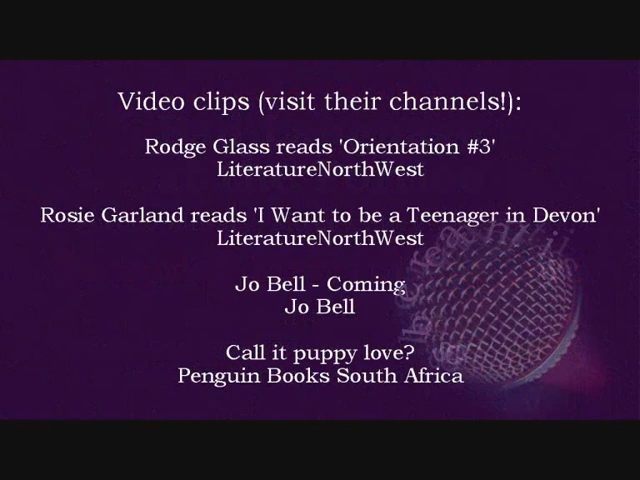 Video clips (visit their channels!):
Rodge Glass reads 'Orientation #3'
LiteratureNorthWest
Rosie Garland reads 'I Want to be a Teenager in Devon'
LiteratureNorthWest
Jo Bell - Coming
Jo Bell
Call it puppy love?
Penguin Books South Africa